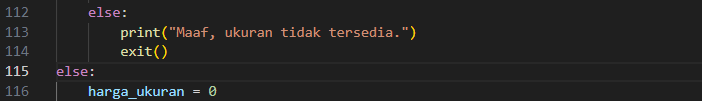 112 else:
113 print("Maaf, ukuran tidak tersedia.")
114 exit()
115 else:
116 harga_ukuran = 0